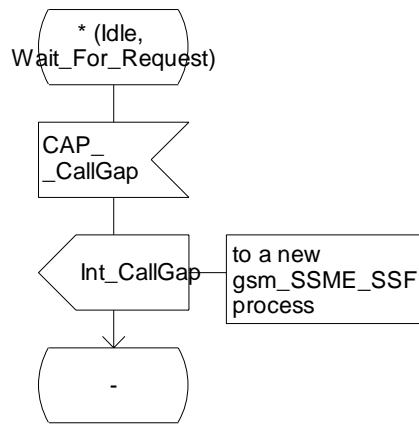 * (Idle,
Wait_For_Request)
CAP_
_CallGap
Int_CallGap
to a new
gsm_SSME_SSF
process
-